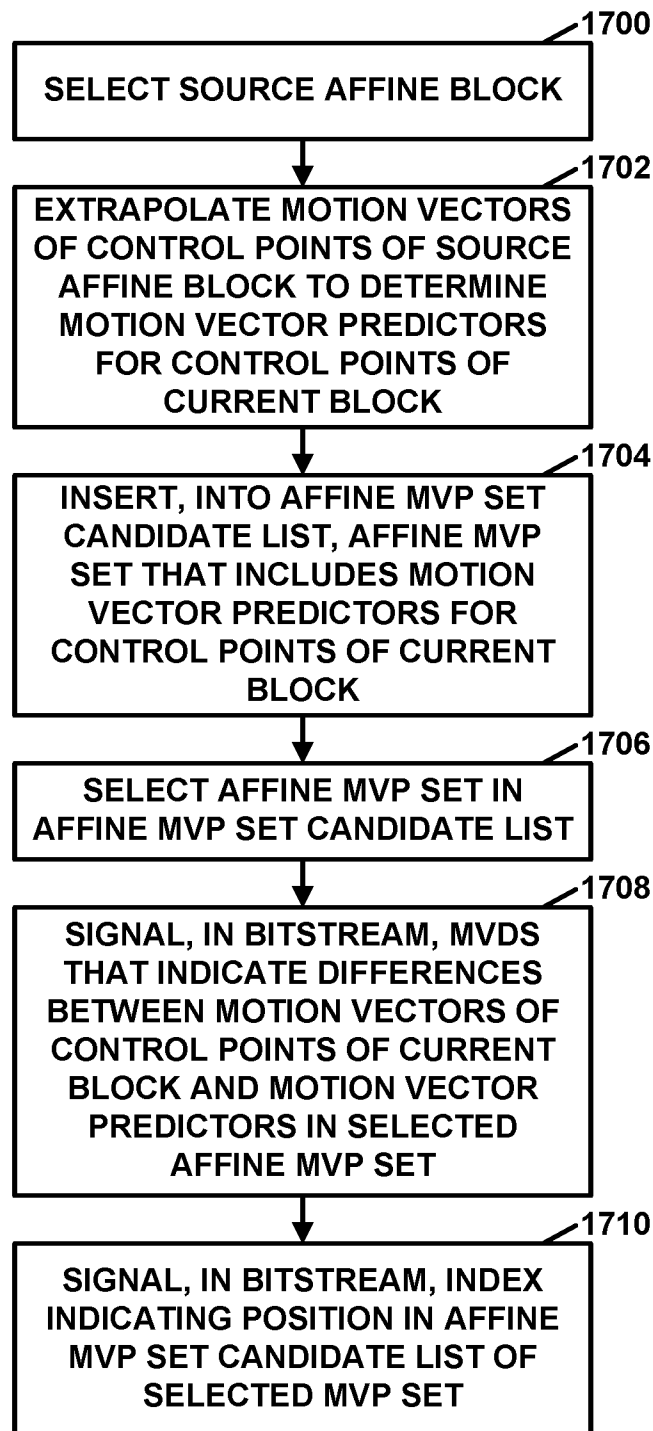 1700
SELECT SOURCE AFFINE BLOCK
1702
EXTRAPOLATE MOTION VECTORS
OF CONTROL POINTS OF SOURCE
AFFINE BLOCK TO DETERMINE
MOTION VECTOR PREDICTORS
FOR CONTROL POINTS OF
CURRENT BLOCK
1704
INSERT, INTO AFFINE MVP SET
CANDIDATE LIST, AFFINE MVP
SET THAT INCLUDES MOTION
VECTOR PREDICTORS FOR
CONTROL POINTS OF CURRENT
BLOCK
1706
SELECT AFFINE MVP SET IN
AFFINE MVP SET CANDIDATE LIST
1708
SIGNAL, IN BITSTREAM, MVDS
THAT INDICATE DIFFERENCES
BETWEEN MOTION VECTORS OF
CONTROL POINTS OF CURRENT
BLOCK AND MOTION VECTOR
PREDICTORS IN SELECTED
AFFINE MVP SET
1710
SIGNAL, IN BITSTREAM, INDEX
INDICATING POSITION IN AFFINE
MVP SET CANDIDATE LIST OF
SELECTED MVP SET